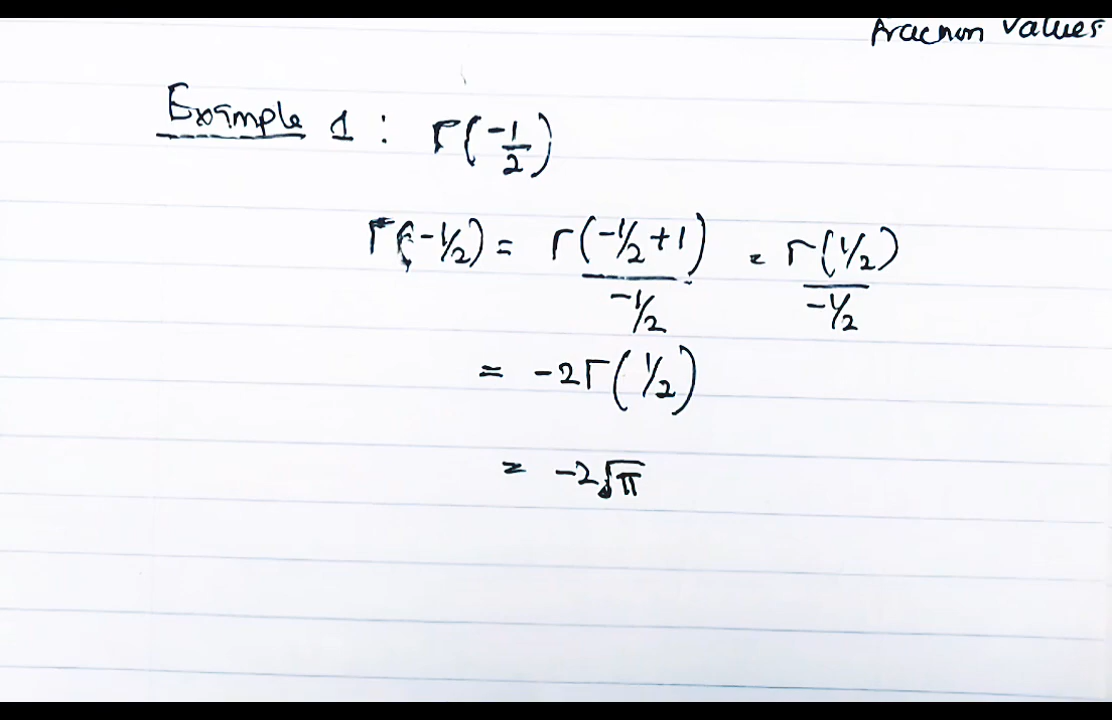 Fraction Values
Example 1 : Γ(-1/2)
Γ(-1/2) = Γ(-1/2+1)/-1/2 = Γ(1/2)/-1/2
= -2Γ(1/2)
= -2√π